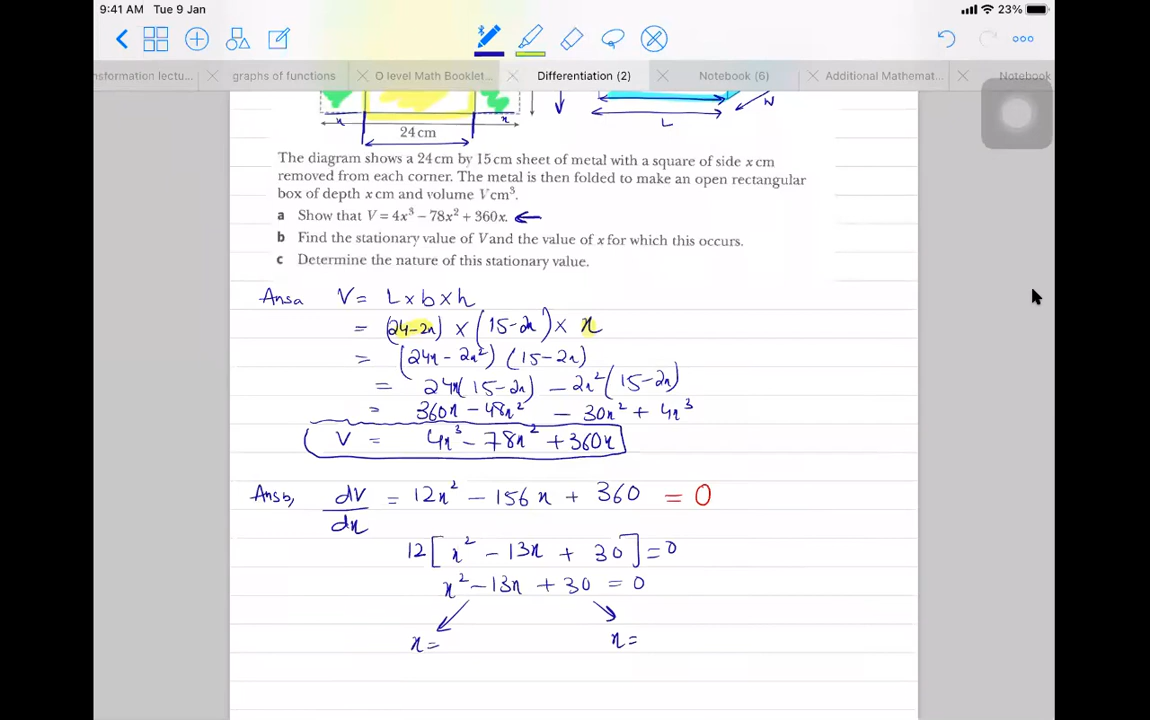 9:41 AM Tue 9 Jan
23%
nsformation lectu...
graphs of functions
O level Math Booklet...
Differentiation (2)
Notebook (6)
Additional Mathemat...
Notebook
x
x
L
W
24 cm
The diagram shows a 24 cm by 15 cm sheet of metal with a square of side x cm
removed from each corner. The metal is then folded to make an open rectangular
box of depth x cm and volume V cm³.
a Show that V = 4x³ − 78x² + 360x.
b Find the stationary value of V and the value of x for which this occurs.
c Determine the nature of this stationary value.
Ansa V = L × b × h
= (24-2x) × (15-2x) × x
= (24x - 2x²) (15-2x)
= 24x(15-2x) - 2x²(15-2x)
= 360x - 48x² - 30x² + 4x³
V = 4x³ - 78x² + 360x
Ansb, dV/dx = 12x² - 156x + 360 = 0
12[x² - 13x + 30] = 0
x² - 13x + 30 = 0
x = x =